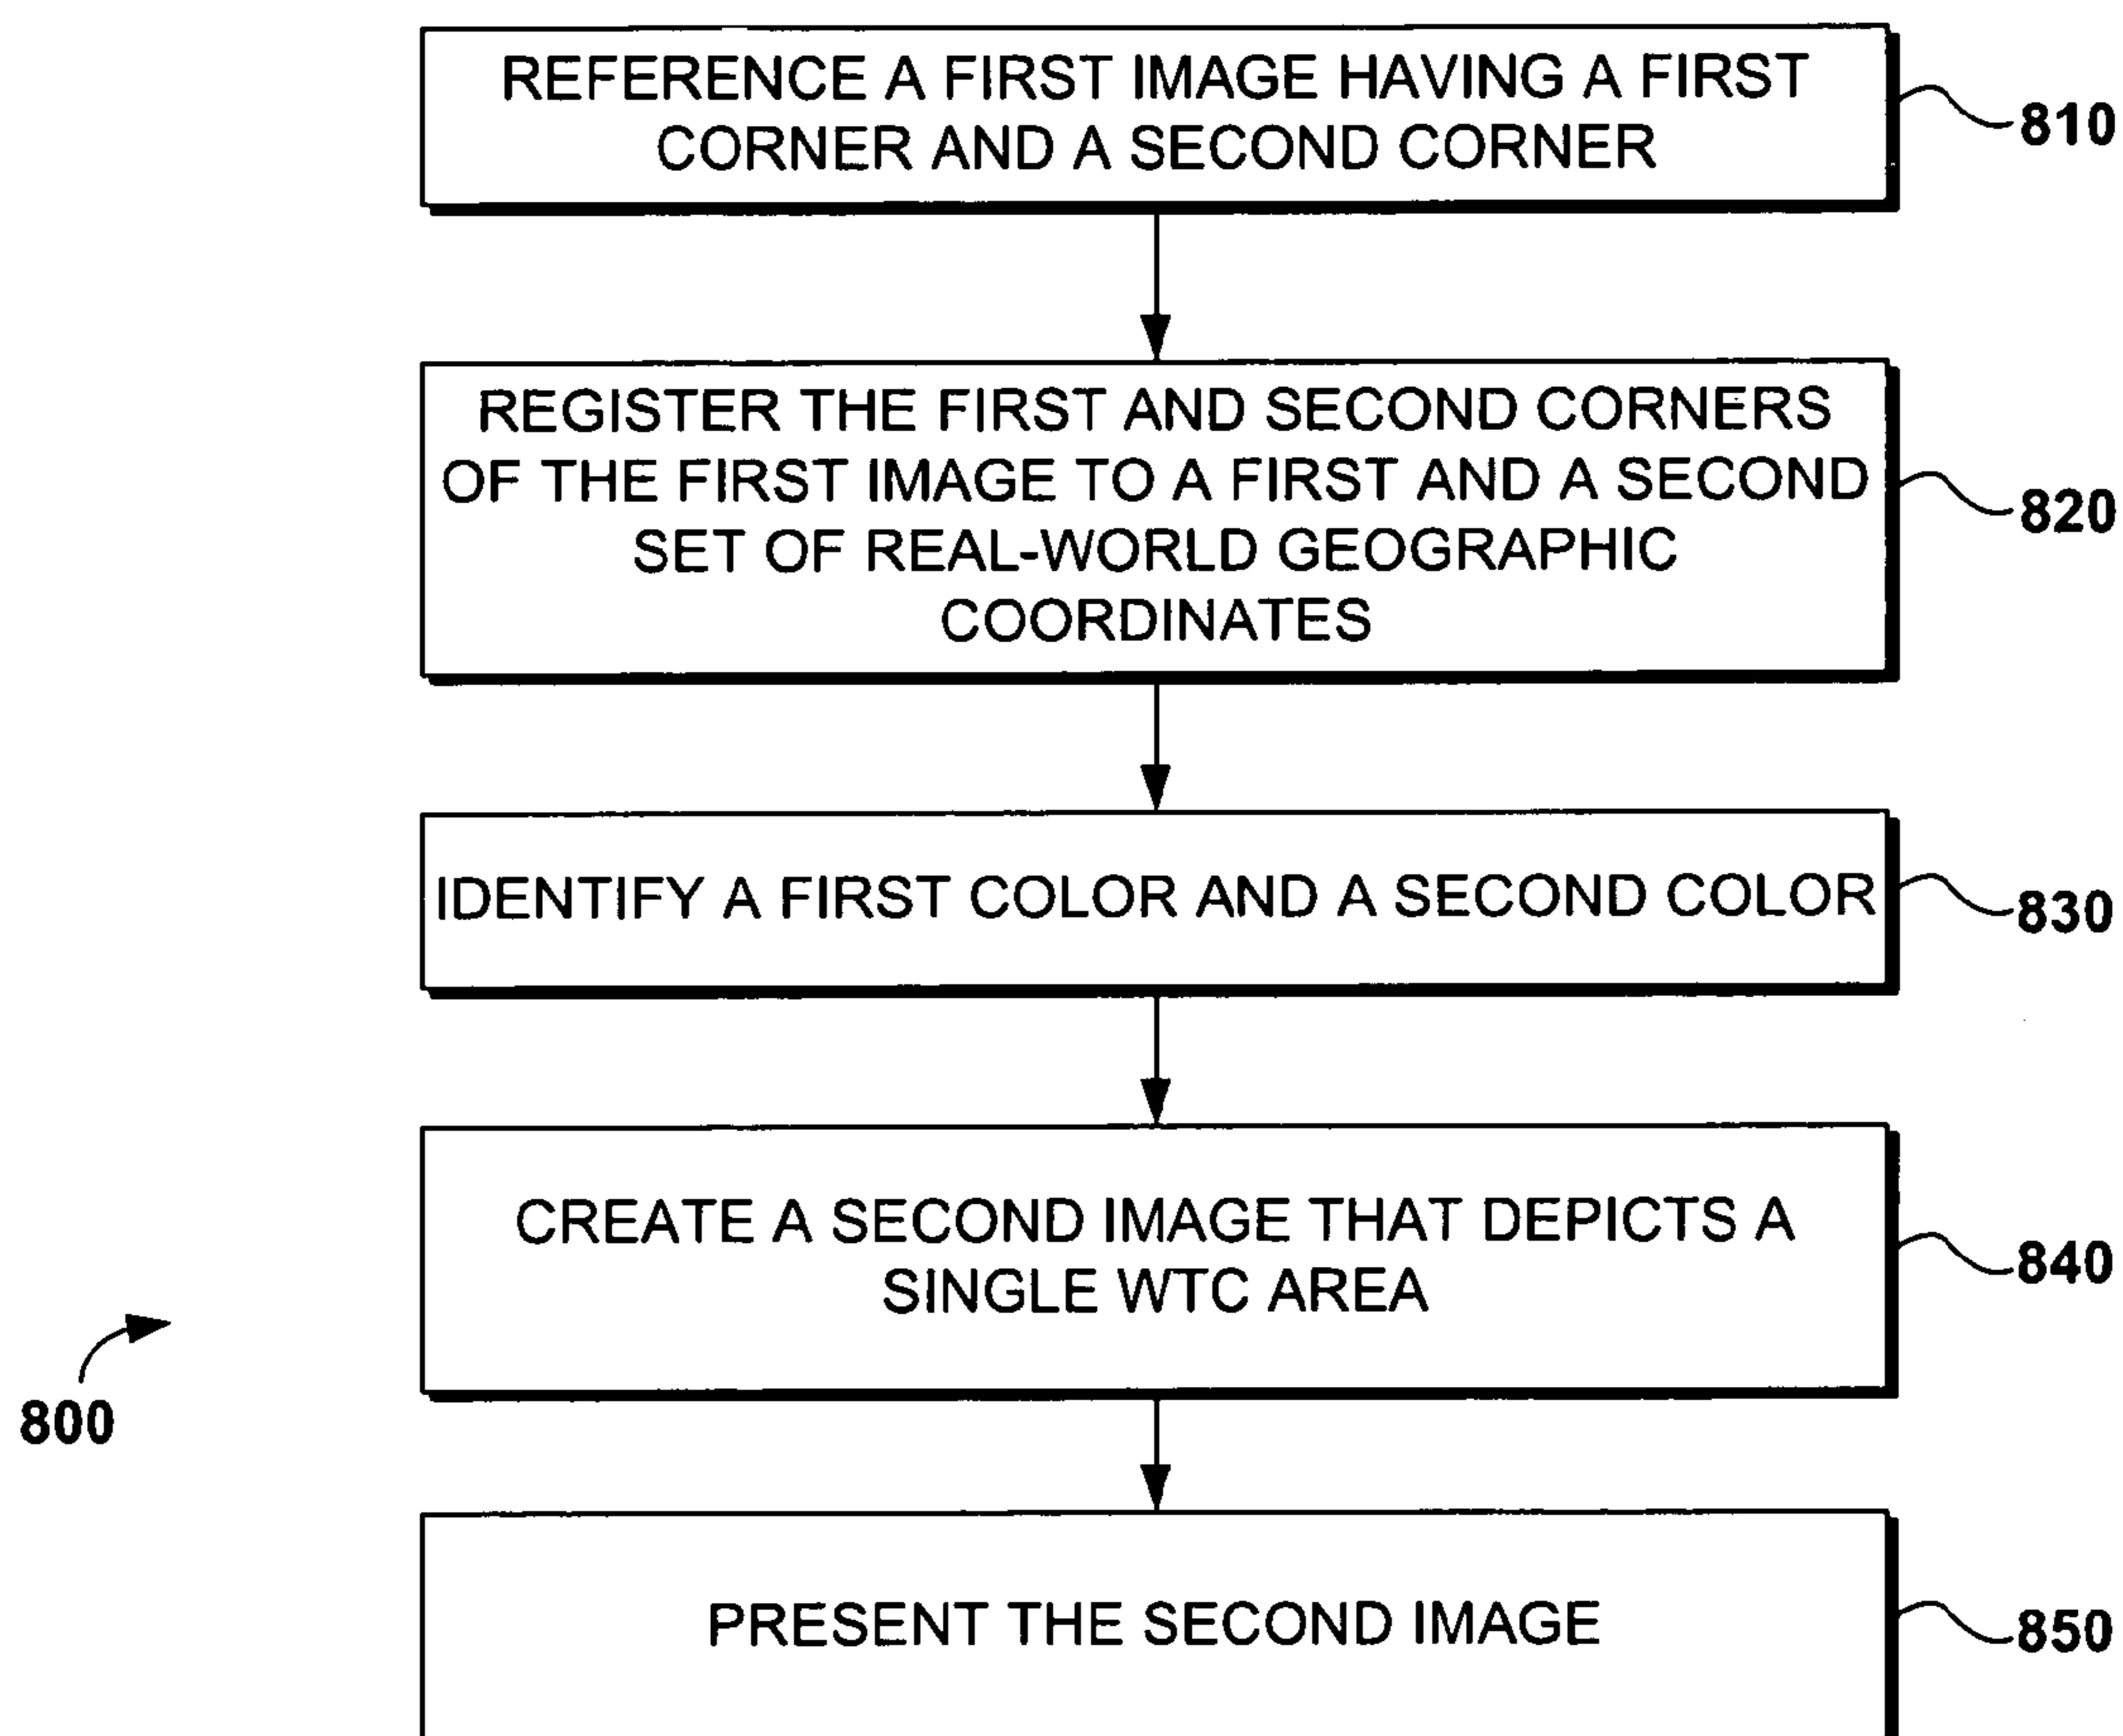 REFERENCE A FIRST IMAGE HAVING A FIRST
CORNER AND A SECOND CORNER
810
REGISTER THE FIRST AND SECOND CORNERS
OF THE FIRST IMAGE TO A FIRST AND A SECOND
SET OF REAL-WORLD GEOGRAPHIC
COORDINATES
820
IDENTIFY A FIRST COLOR AND A SECOND COLOR
830
CREATE A SECOND IMAGE THAT DEPICTS A
SINGLE WTC AREA
840
800
PRESENT THE SECOND IMAGE
850